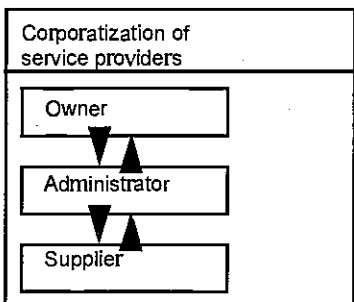 Corporatization of
service providers
Owner
Administrator
Supplier